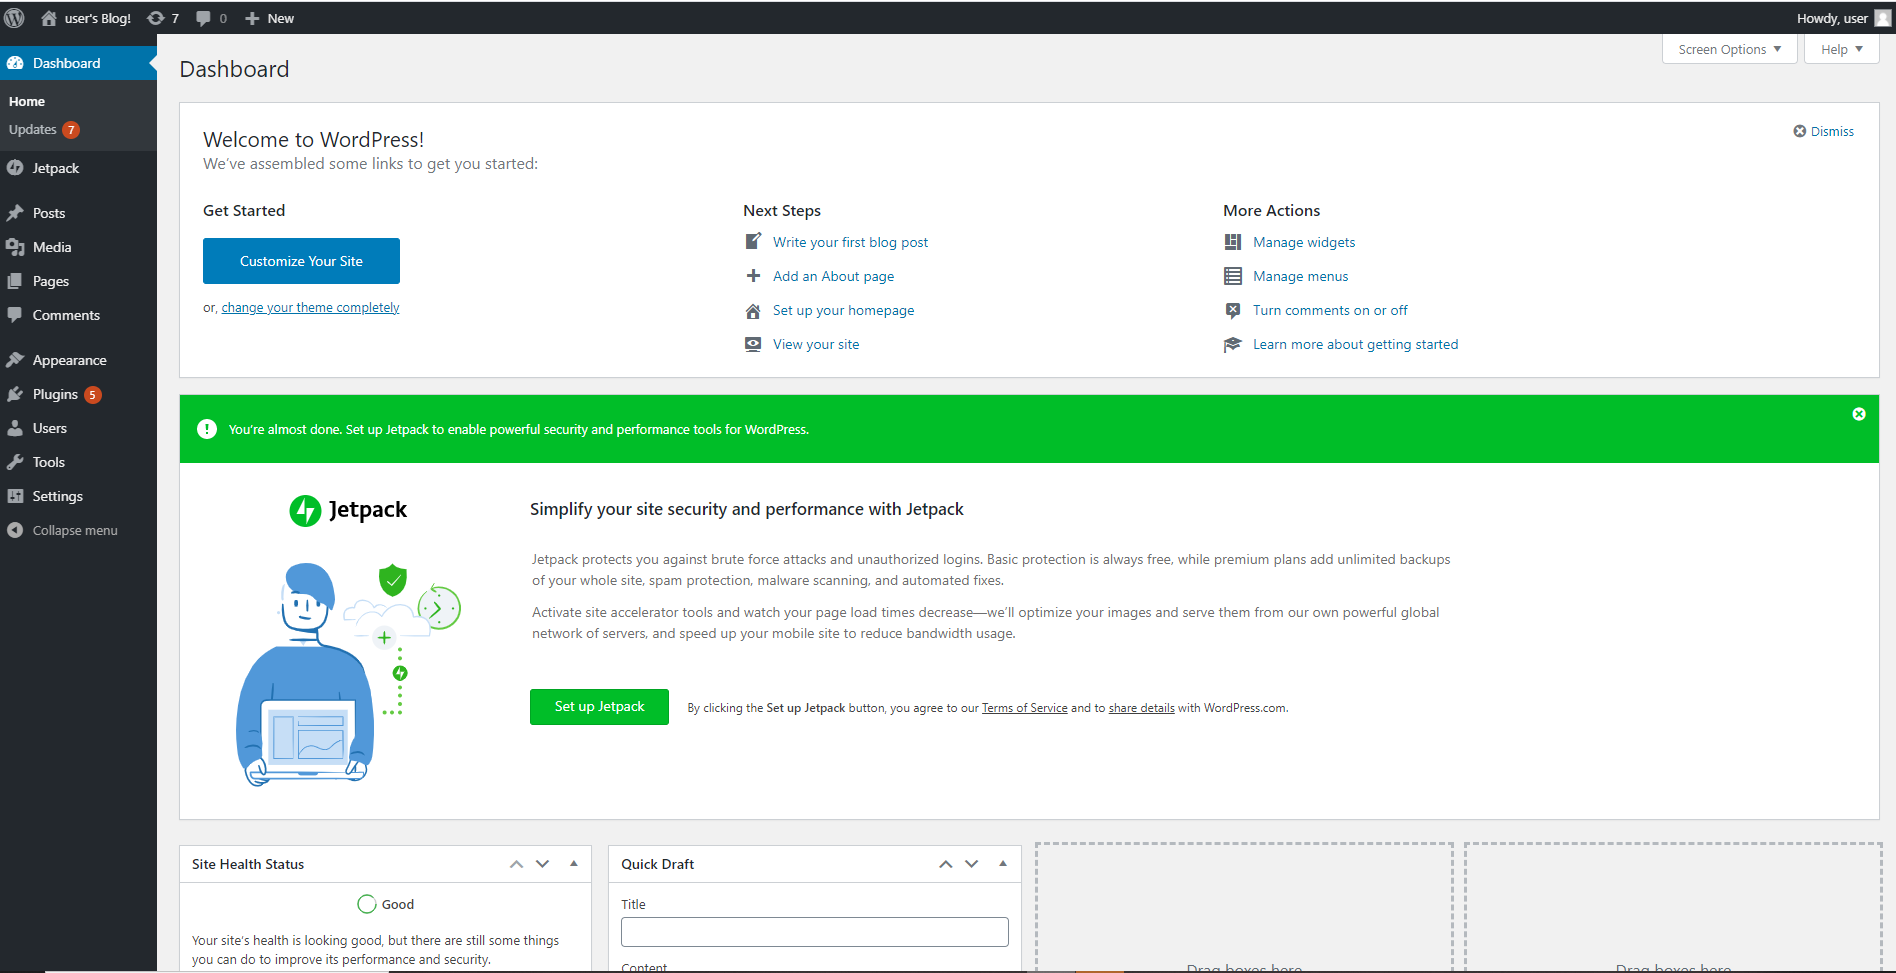 user's Blog!
7
0
New
Howdy, user
Dashboard
Home
Updates 7
Jetpack
Posts
Media
Pages
Comments
Appearance
Plugins 5
Users
Tools
Settings
Collapse menu
Screen Options
Help
Dashboard
Welcome to WordPress!
We've assembled some links to get you started:
Dismiss
Get Started
Customize Your Site
or, change your theme completely
Next Steps
Write your first blog post
Add an About page
Set up your homepage
View your site
More Actions
Manage widgets
Manage menus
Turn comments on or off
Learn more about getting started
You're almost done. Set up Jetpack to enable powerful security and performance tools for WordPress.
Jetpack
Simplify your site security and performance with Jetpack
Jetpack protects you against brute force attacks and unauthorized logins. Basic protection is always free, while premium plans add unlimited backups
of your whole site, spam protection, malware scanning, and automated fixes.
Activate site accelerator tools and watch your page load times decrease—we'll optimize your images and serve them from our own powerful global
network of servers, and speed up your mobile site to reduce bandwidth usage.
Set up Jetpack
By clicking the Set up Jetpack button, you agree to our Terms of Service and to share details with WordPress.com.
Site Health Status
Good
Your site's health is looking good, but there are still some things
you can do to improve its performance and security.
Quick Draft
Title
Content
Drag boxes here
Drag boxes here